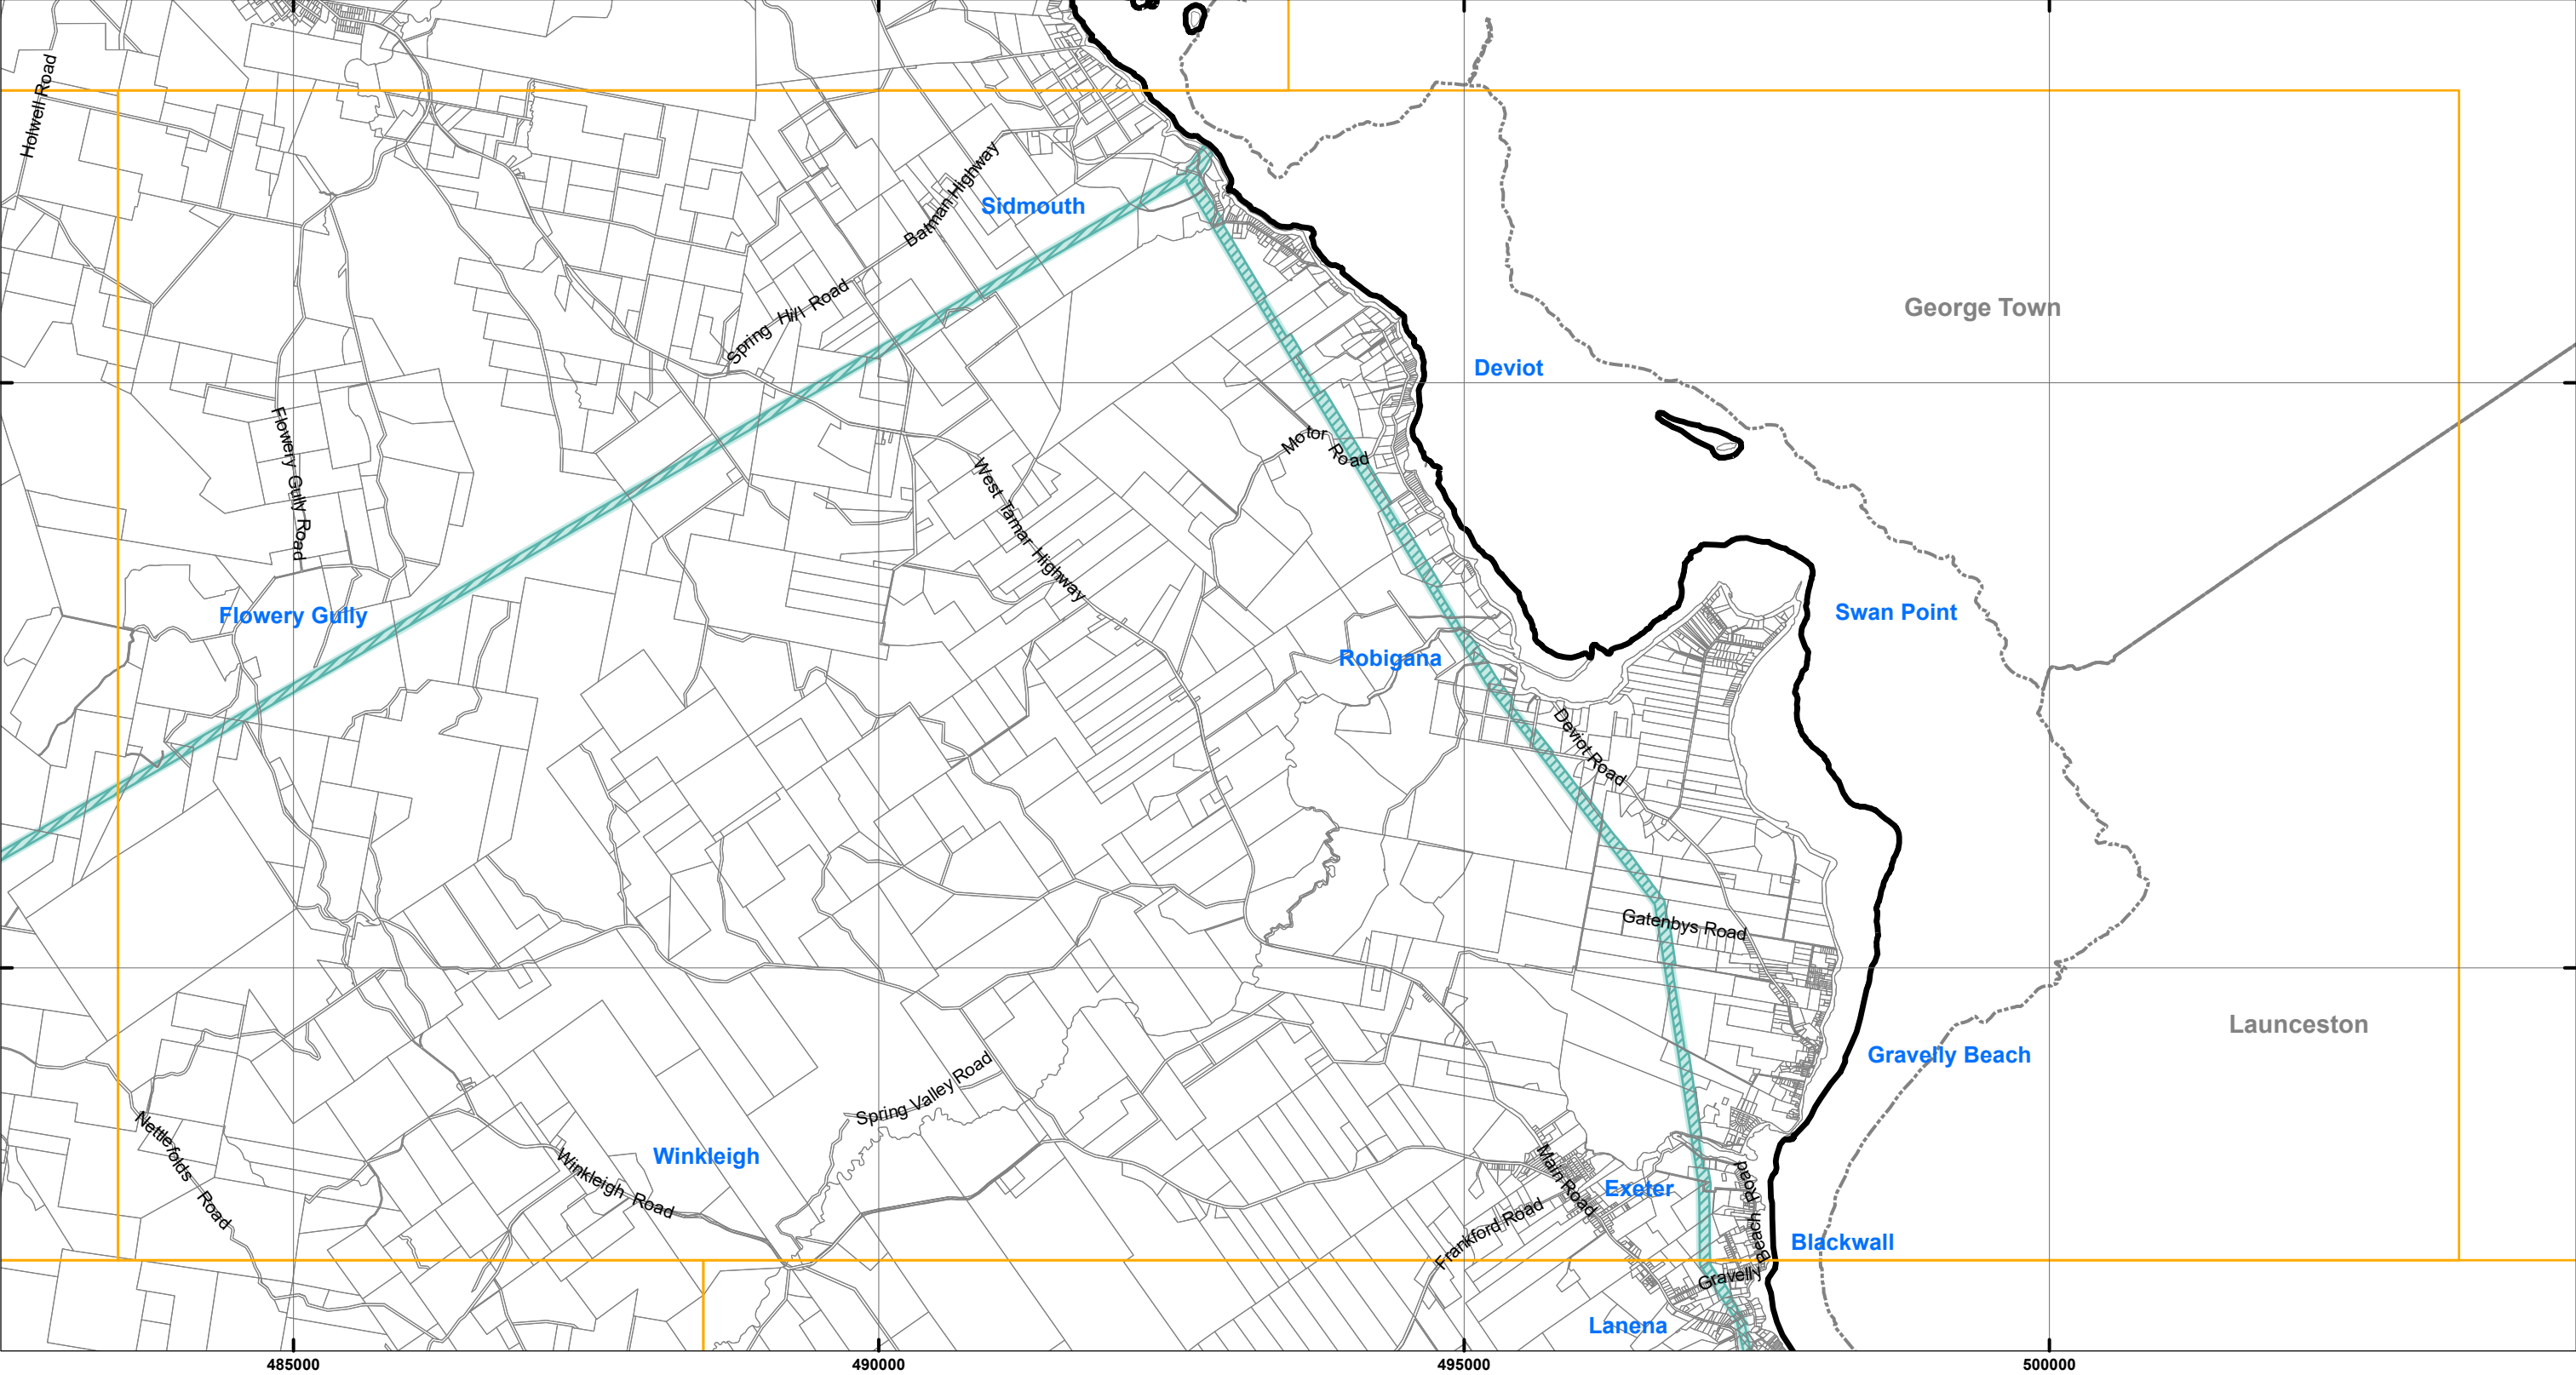 Holwell Road
Batman Highway
Sidmouth
Spring Hill Road
George Town
Deviot
Motor Road
Flowery Gully Road
West Tamar Highway
Flowery Gully
Swan Point
Robigana
Deviot Road
Gatenbys Road
Launceston
Gravelly Beach
Spring Valley Road
Nettlefolds Road
Winkleigh Road
Winkleigh
Main Road
Exeter
Frankford Road
Gravelly Beach Road
Blackwall
Lanena
485000
490000
495000
500000